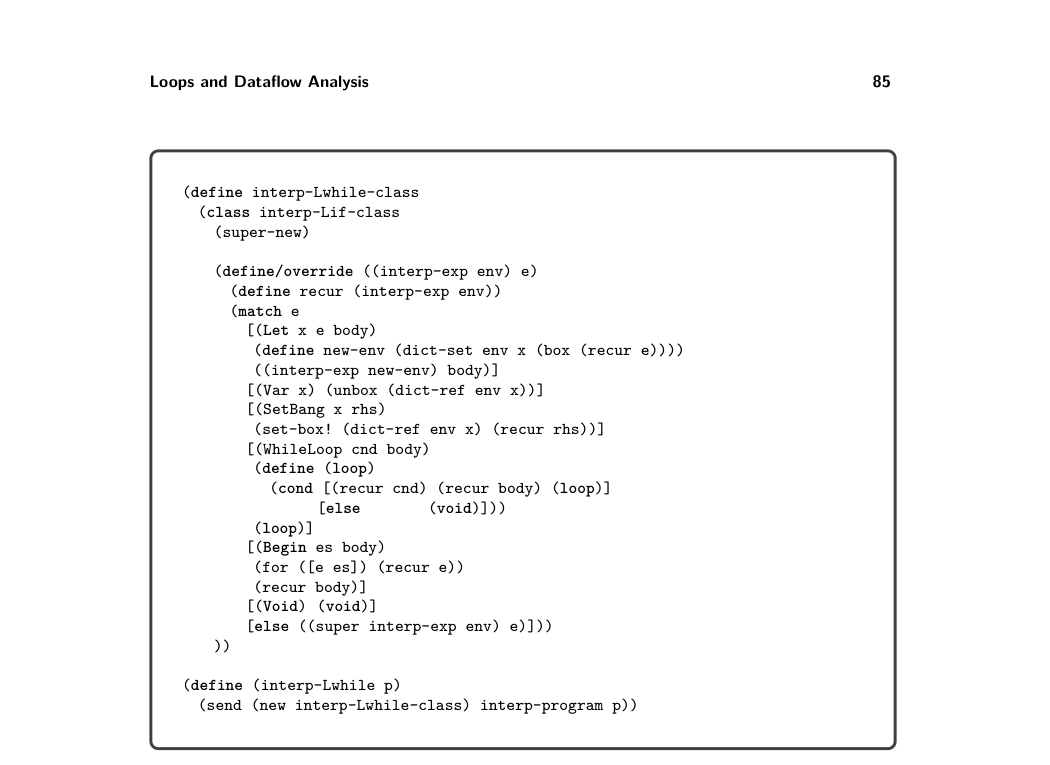 Loops and Dataflow Analysis 85
(define interp-Lwhile-class
  (class interp-Lif-class
    (super-new)

    (define/override ((interp-exp env) e)
      (define recur (interp-exp env))
      (match e
        [(Let x e body)
         (define new-env (dict-set env x (box (recur e))))
         ((interp-exp new-env) body)]
        [(Var x) (unbox (dict-ref env x))]
        [(SetBang x rhs)
         (set-box! (dict-ref env x) (recur rhs))]
        [(WhileLoop cnd body)
         (define (loop)
           (cond [(recur cnd) (recur body) (loop)]
                 [else        (void)]))
         (loop)]
        [(Begin es body)
         (for ([e es]) (recur e))
         (recur body)]
        [(Void) (void)]
        [else ((super interp-exp env) e)]))
    ))

(define (interp-Lwhile p)
  (send (new interp-Lwhile-class) interp-program p))